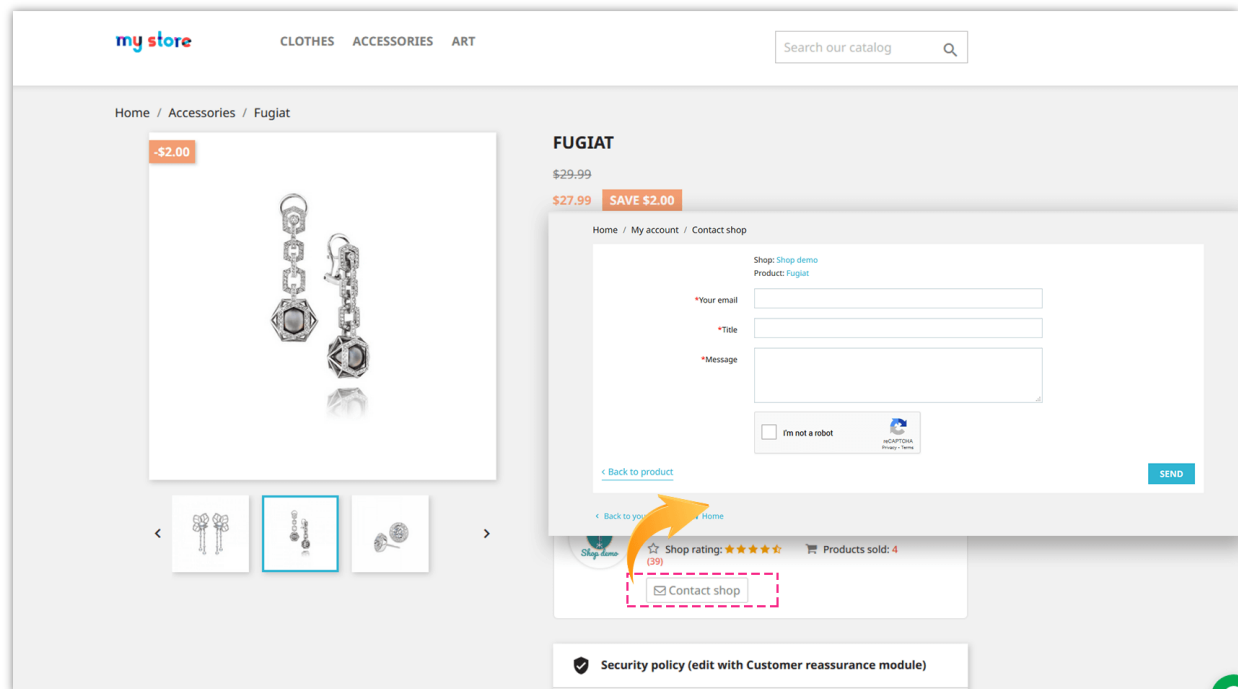 my store
CLOTHES ACCESSORIES ART
Search our catalog
Home / Accessories / Fugiat
-$2.00
FUGIAT
$29.99
$27.99 SAVE $2.00
Home / My account / Contact shop
Shop: Shop demo
Product: Fugiat
*Your email
*Title
*Message
I'm not a robot
reCAPTCHA
Privacy - Terms
‹ Back to product
SEND
‹ Back to you
Home
Shop demo
Shop rating:
(39)
Products sold: 4
Contact shop
Security policy (edit with Customer reassurance module)